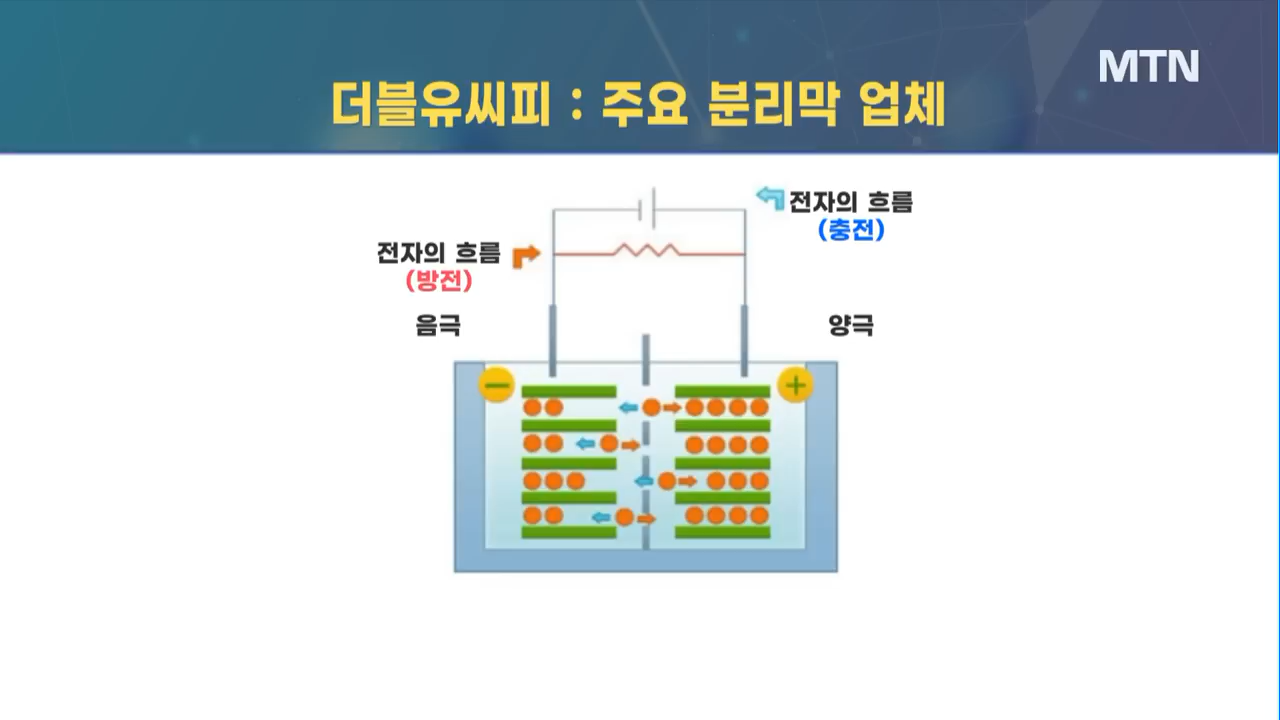 MTN
더블유씨피 : 주요 분리막 업체
전자의 흐름
(충전)
전자의 흐름
(방전)
음극
양극
− +